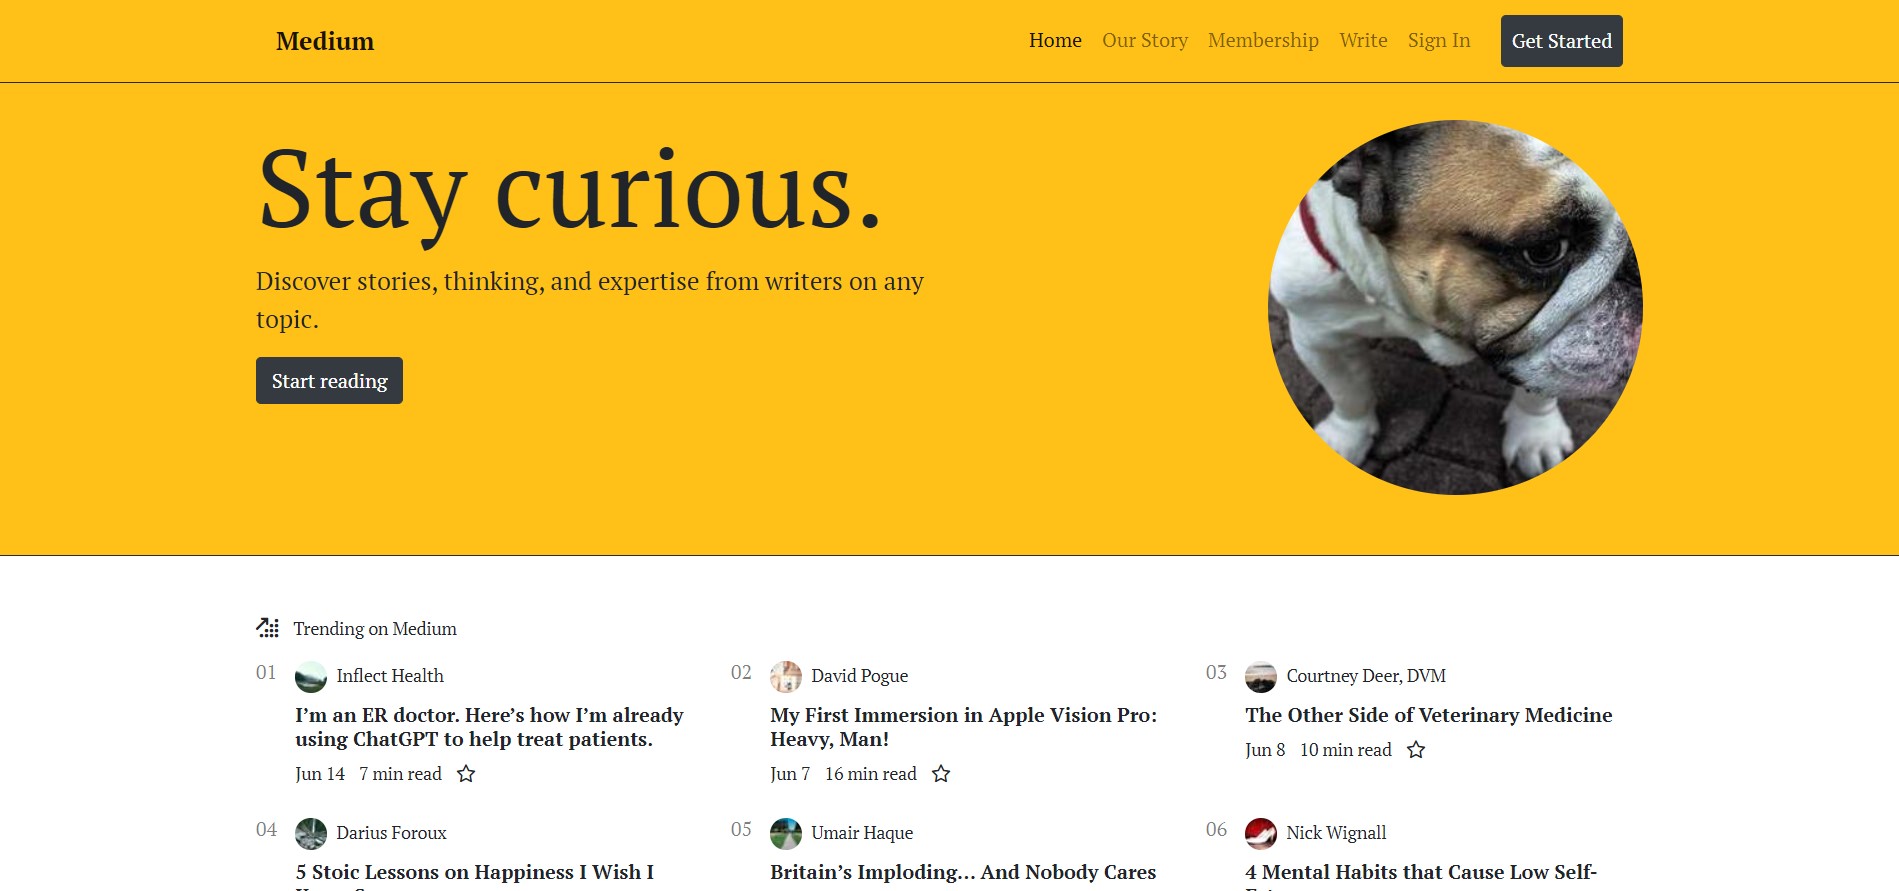 Medium
Home Our Story Membership Write Sign In Get Started
Stay curious.
Discover stories, thinking, and expertise from writers on any
topic.
Start reading
Trending on Medium
01 Inflect Health
I’m an ER doctor. Here’s how I’m already
using ChatGPT to help treat patients.
Jun 14 7 min read
02 David Pogue
My First Immersion in Apple Vision Pro:
Heavy, Man!
Jun 7 16 min read
03 Courtney Deer, DVM
The Other Side of Veterinary Medicine
Jun 8 10 min read
04 Darius Foroux
5 Stoic Lessons on Happiness I Wish I
05 Umair Haque
Britain’s Imploding… And Nobody Cares
06 Nick Wignall
4 Mental Habits that Cause Low Self-